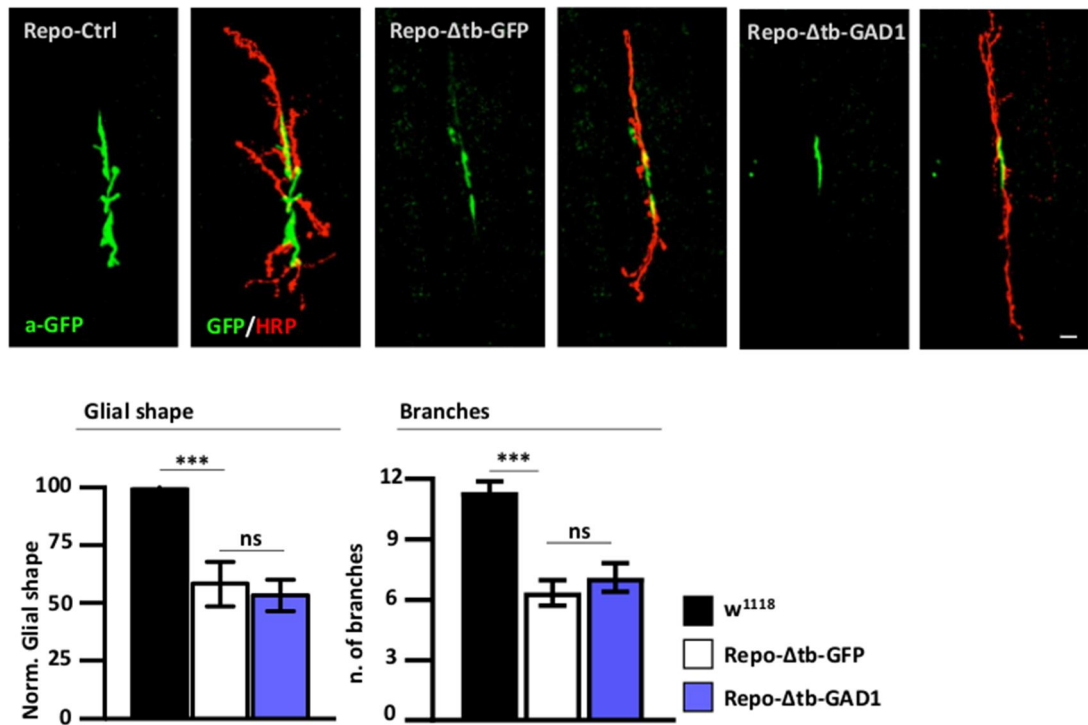 Repo-Ctrl
Repo-Δtb-GFP
Repo-Δtb-GAD1
a-GFP
GFP/HRP
Glial shape
Norm. Glial shape
100
75
50
25
0
***
ns
Branches
n. of branches
12
9
6
3
0
***
ns
w1118
Repo-Δtb-GFP
Repo-Δtb-GAD1